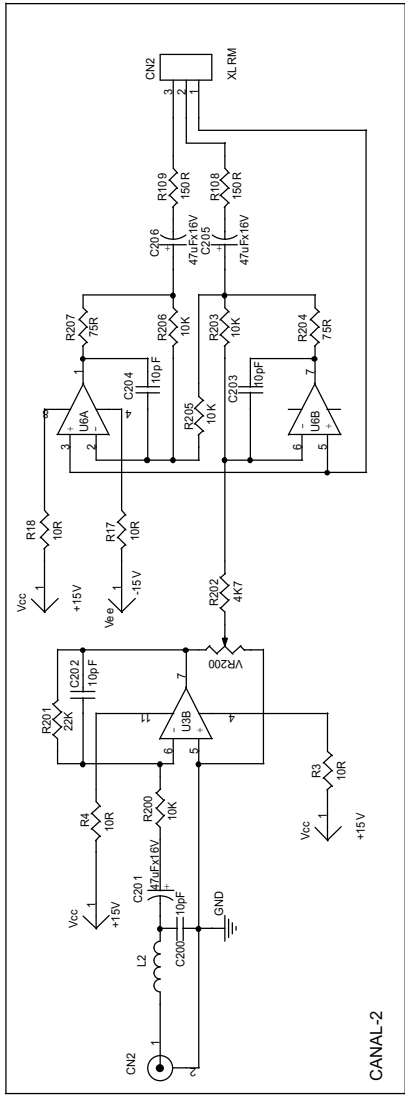 CN2
1
2
L2
C200
10pF
GND
C201
47uFx16V
+
R200
10K
Vcc
1
+15V
R4
10R
R201
22K
C202
10pF
6
-
5
+
U3B
7
11
4
R3
10R
Vcc
1
+15V
VR200
R202
4K7
Vcc
1
+15V
R18
10R
Vee
1
-15V
R17
10R
8
3
+
2
-
U6A
4
1
R207
75R
C204
10pF
R206
10K
R205
10K
R203
10K
C203
10pF
6
-
5
+
U6B
7
R204
75R
C206
47uFx16V
+
C205
47uFx16V
+
R109
150R
R108
150R
CN2
3
2
1
XLRM
CANAL-2